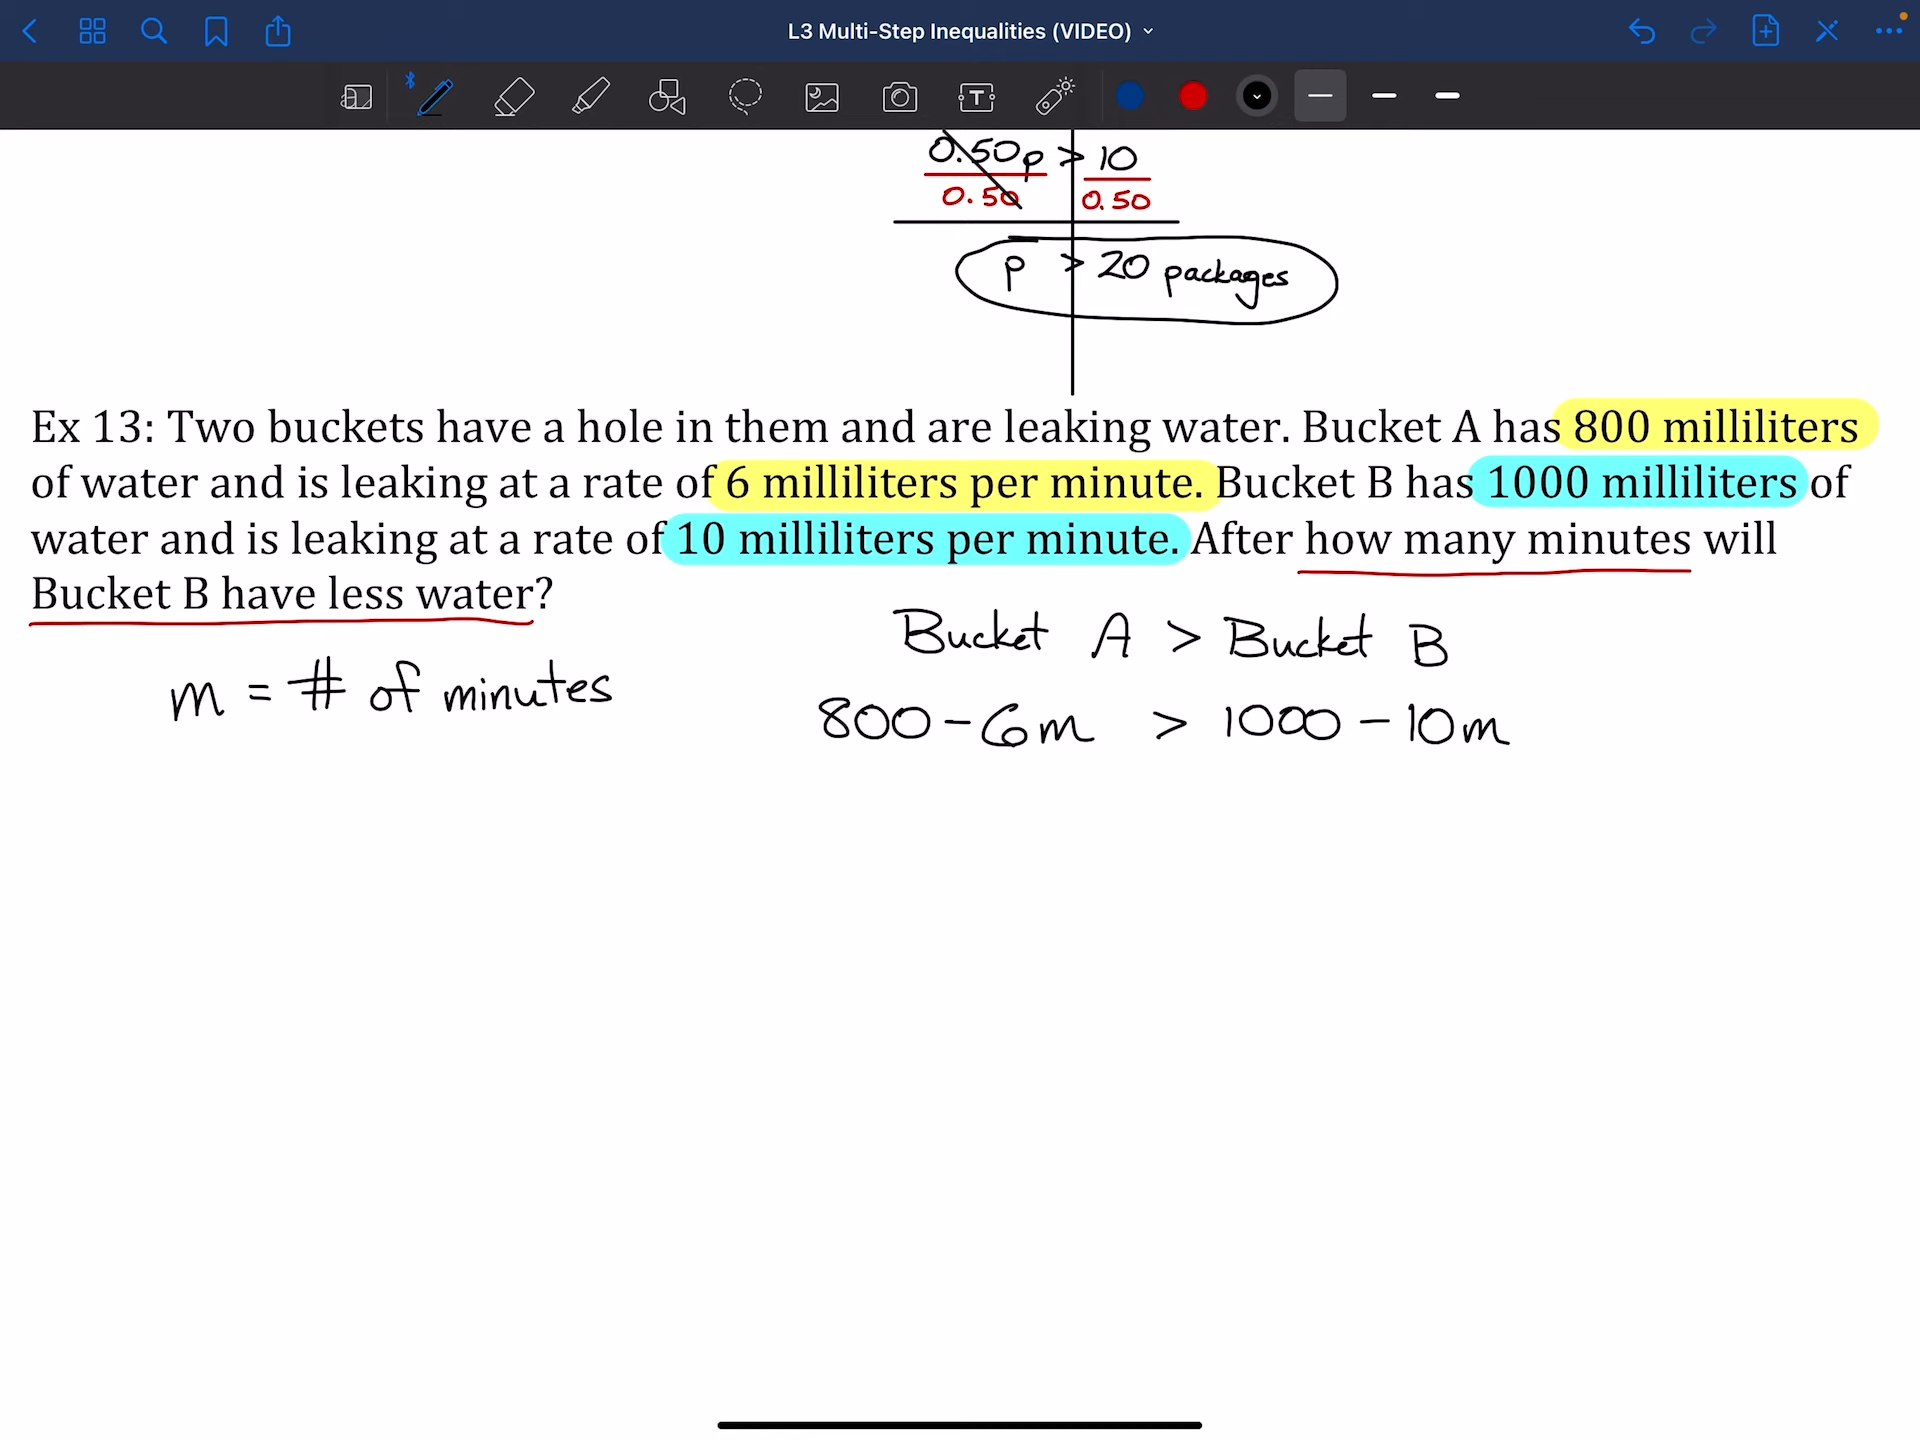 L3 Multi-Step Inequalities (VIDEO)
0.50p > 10
0.50 0.50
p > 20 packages
Ex 13: Two buckets have a hole in them and are leaking water. Bucket A has 800 milliliters
of water and is leaking at a rate of 6 milliliters per minute. Bucket B has 1000 milliliters of
water and is leaking at a rate of 10 milliliters per minute. After how many minutes will
Bucket B have less water?
Bucket A > Bucket B
m = # of minutes
800 - 6m > 1000 - 10m